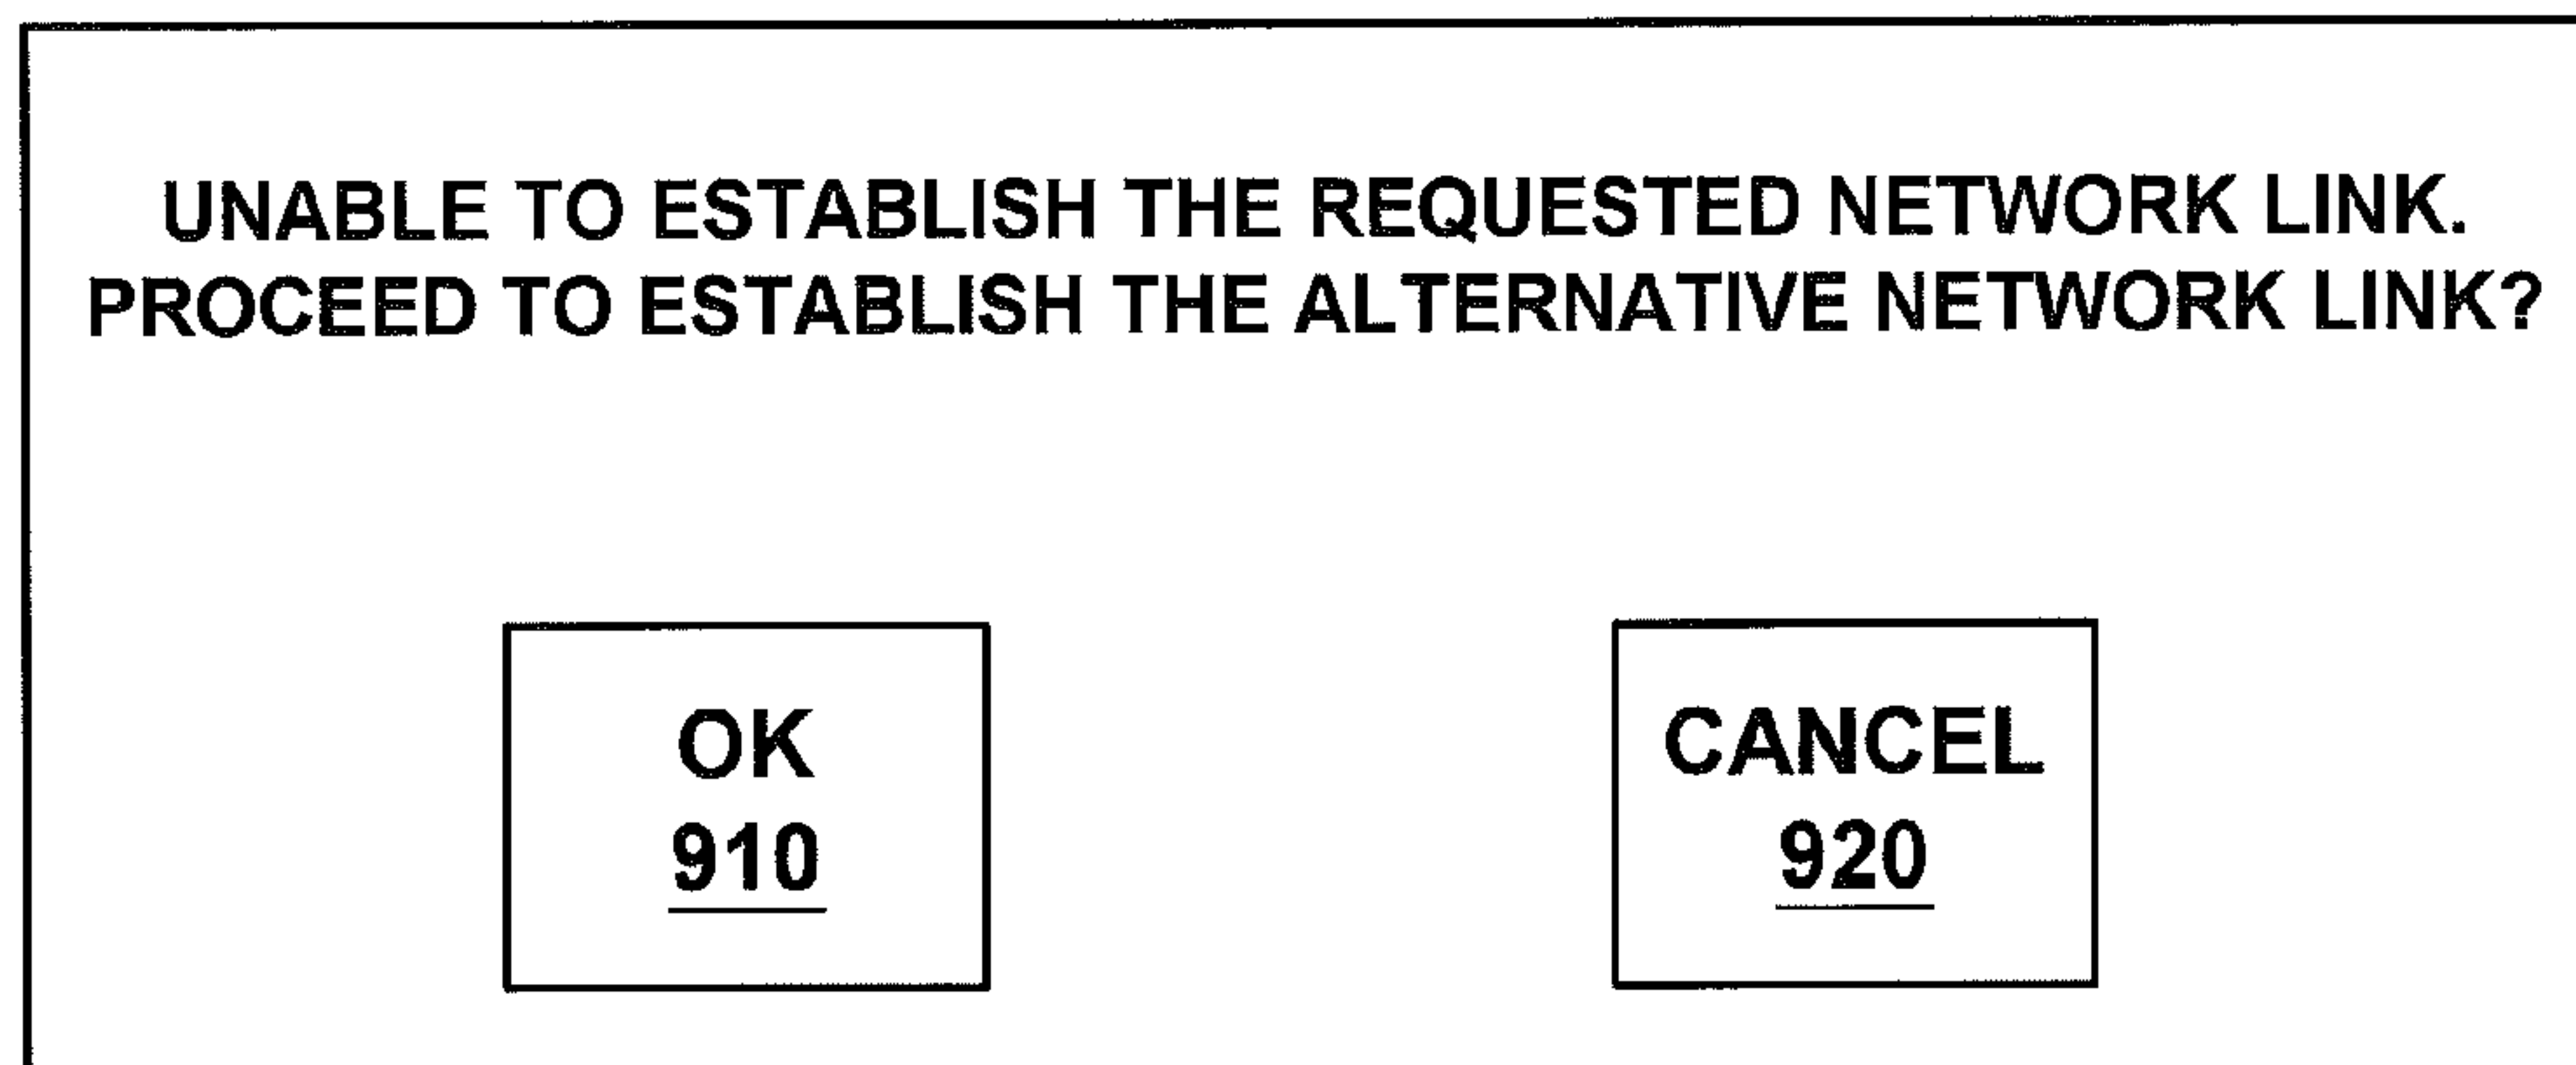 UNABLE TO ESTABLISH THE REQUESTED NETWORK LINK.
PROCEED TO ESTABLISH THE ALTERNATIVE NETWORK LINK?
OK
910
CANCEL
920